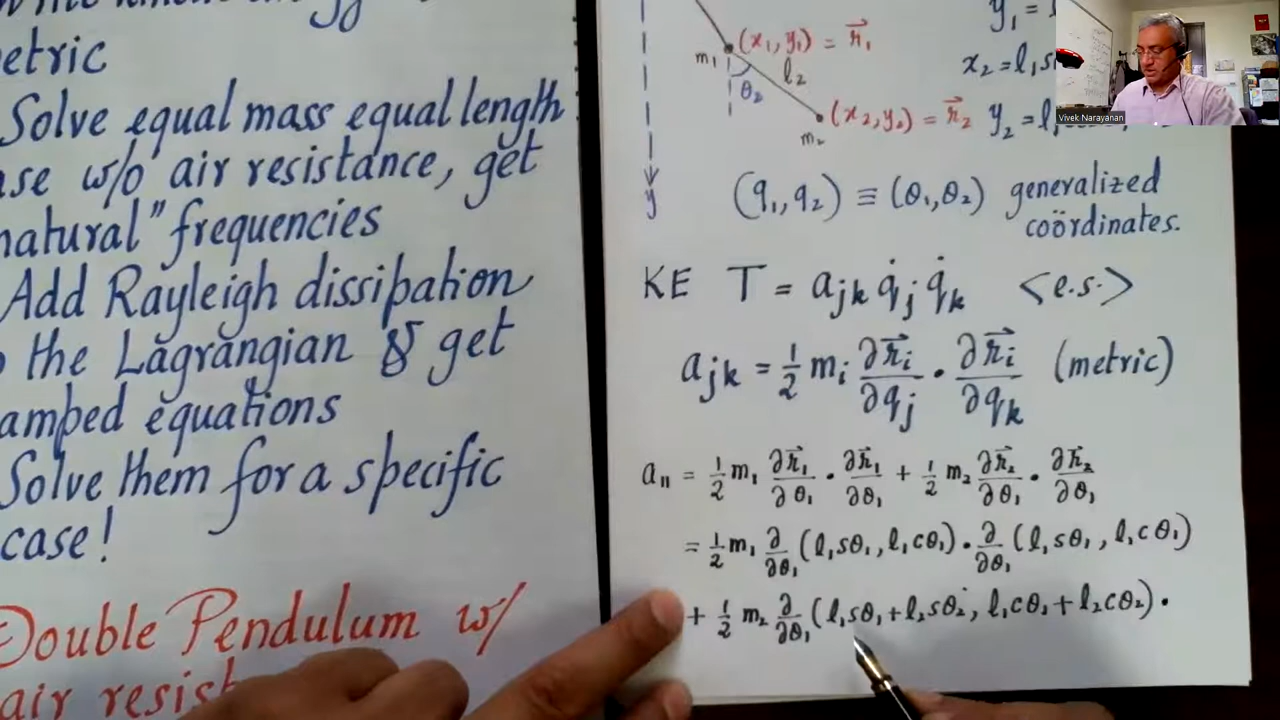 etric
Solve equal mass equal length
se w/o air resistance, get
natural" frequencies
Add Rayleigh dissipation
the Lagrangian & get
amped equations
Solve them for a specific
case!
Double Pendulum w/
air resist
(x₁, y₁) = r⃗₁
m₁
l₂
θ₂
(x₂, y₂) = r⃗₂
m₂
y
y₁ =
x₂ = l₁s
y₂ = l₁
Vivek Narayanan
(q₁, q₂) ≡ (θ₁, θ₂) generalized
coördinates.
KE T = aⱼₖ q̇ⱼ q̇ₖ <e.s.>
aⱼₖ = 1/2 mᵢ ∂r⃗ᵢ/∂qⱼ • ∂r⃗ᵢ/∂qₖ (metric)
a₁₁ = 1/2 m₁ ∂r⃗₁/∂θ₁ • ∂r⃗₁/∂θ₁ + 1/2 m₂ ∂r⃗₂/∂θ₁ • ∂r⃗₂/∂θ₁
= 1/2 m₁ ∂/∂θ₁ (l₁sθ₁, l₁cθ₁) • ∂/∂θ₁ (l₁sθ₁, l₁cθ₁)
+ 1/2 m₂ ∂/∂θ₁ (l₁sθ₁ + l₂sθ₂, l₁cθ₁ + l₂cθ₂) •